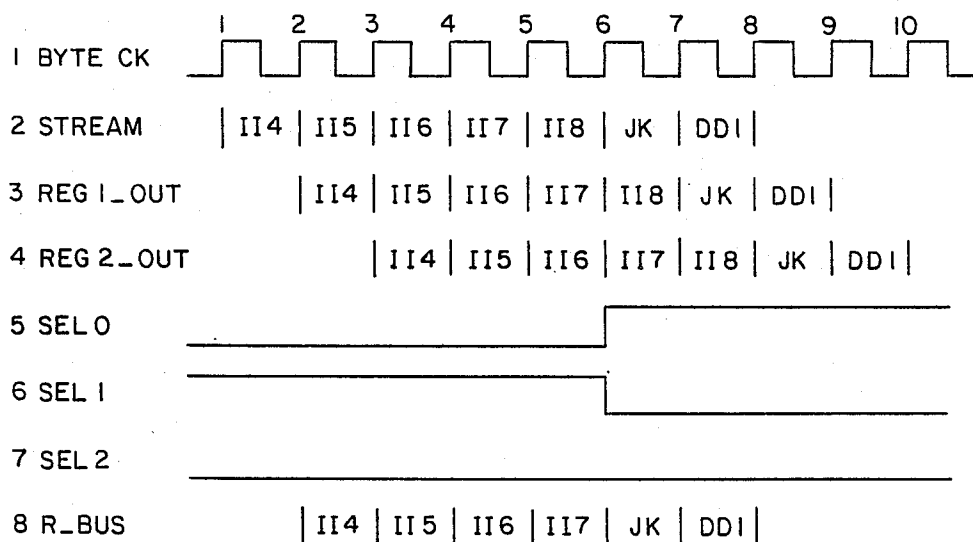 1 2 3 4 5 6 7 8 9 10
1 BYTE CK
2 STREAM | II4 | II5 | II6 | II7 | II8 | JK | DD1 |
3 REG 1_OUT | II4 | II5 | II6 | II7 | II8 | JK | DD1 |
4 REG 2_OUT | II4 | II5 | II6 | II7 | II8 | JK | DD1 |
5 SEL 0
6 SEL 1
7 SEL 2
8 R_BUS | II4 | II5 | II6 | II7 | JK | DD1 |